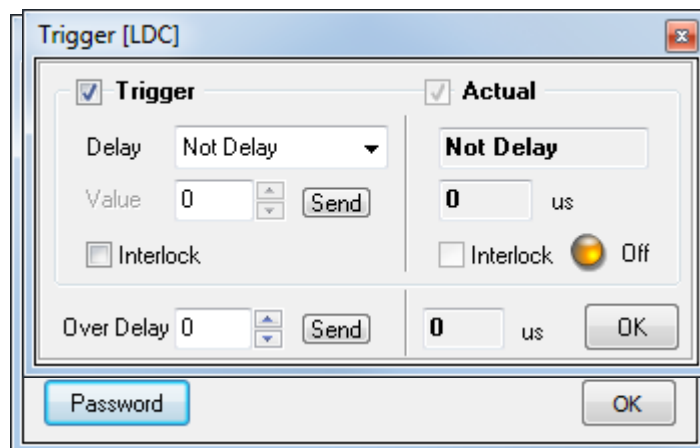 Trigger [LDC]
Trigger Actual
Delay Not Delay Not Delay
Value 0 Send 0 us
Interlock Interlock Off
Over Delay 0 Send 0 us OK
Password OK